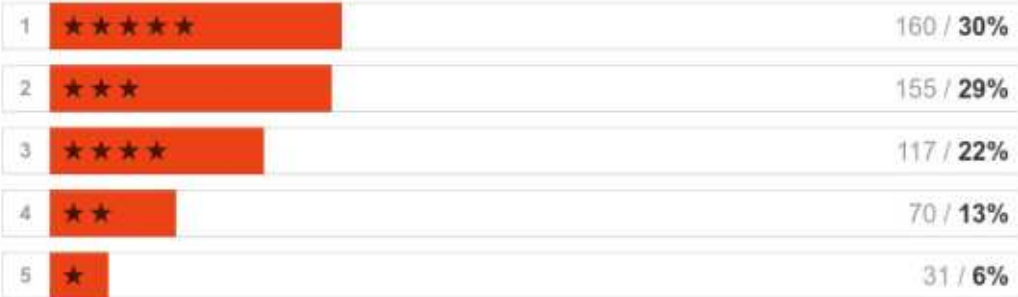 1 ★★★★★ 160 / 30%
2 ★★★ 155 / 29%
3 ★★★★ 117 / 22%
4 ★★ 70 / 13%
5 ★ 31 / 6%